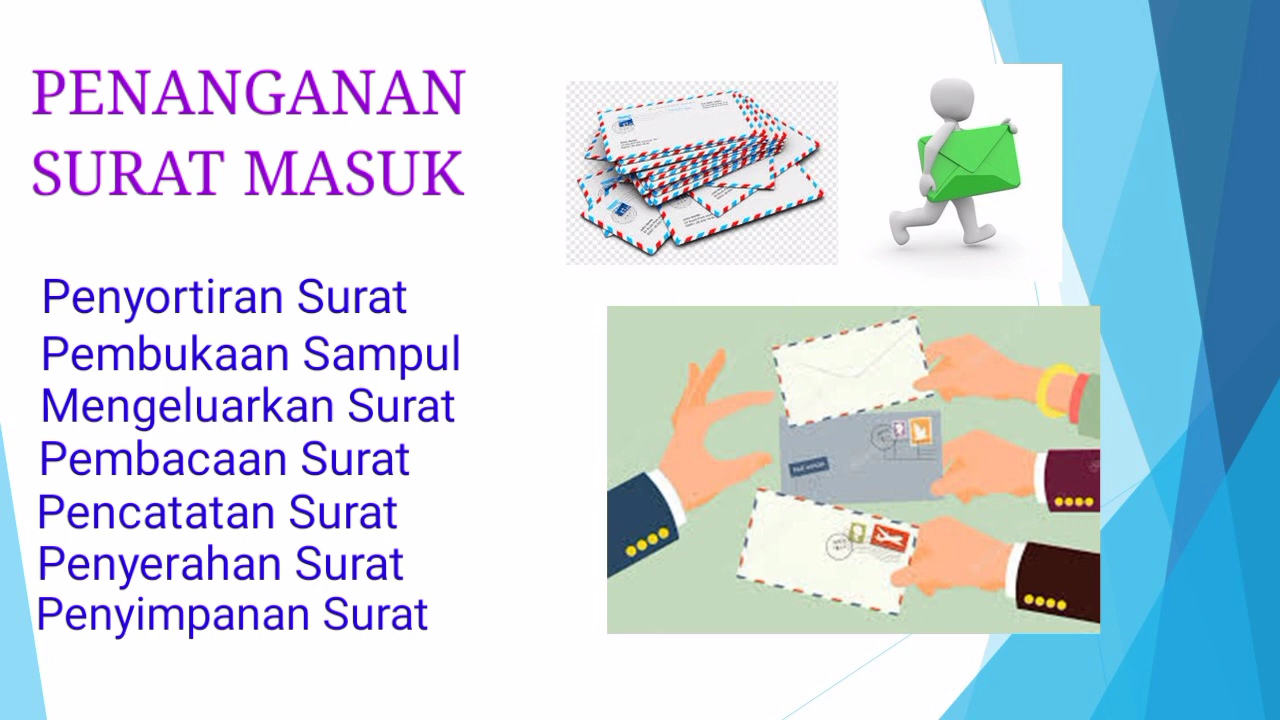 PENANGANAN
SURAT MASUK
Penyortiran Surat
Pembukaan Sampul
Mengeluarkan Surat
Pembacaan Surat
Pencatatan Surat
Penyerahan Surat
Penyimpanan Surat